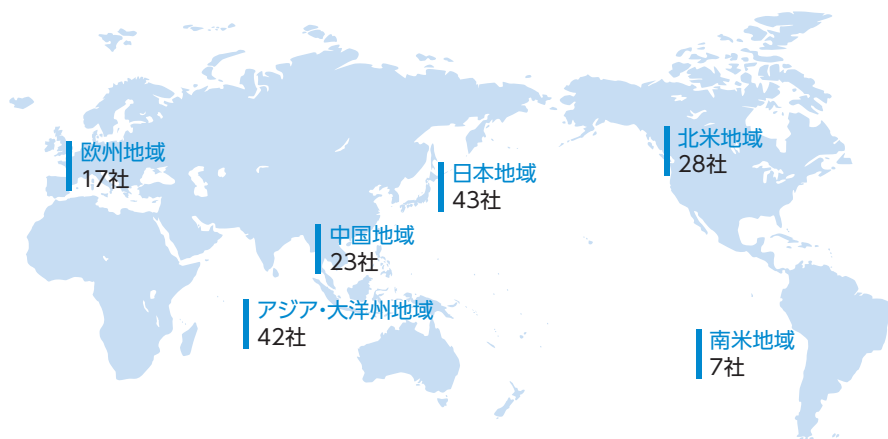 欧州地域
17社
日本地域
43社
北米地域
28社
中国地域
23社
アジア・大洋州地域
42社
南米地域
7社